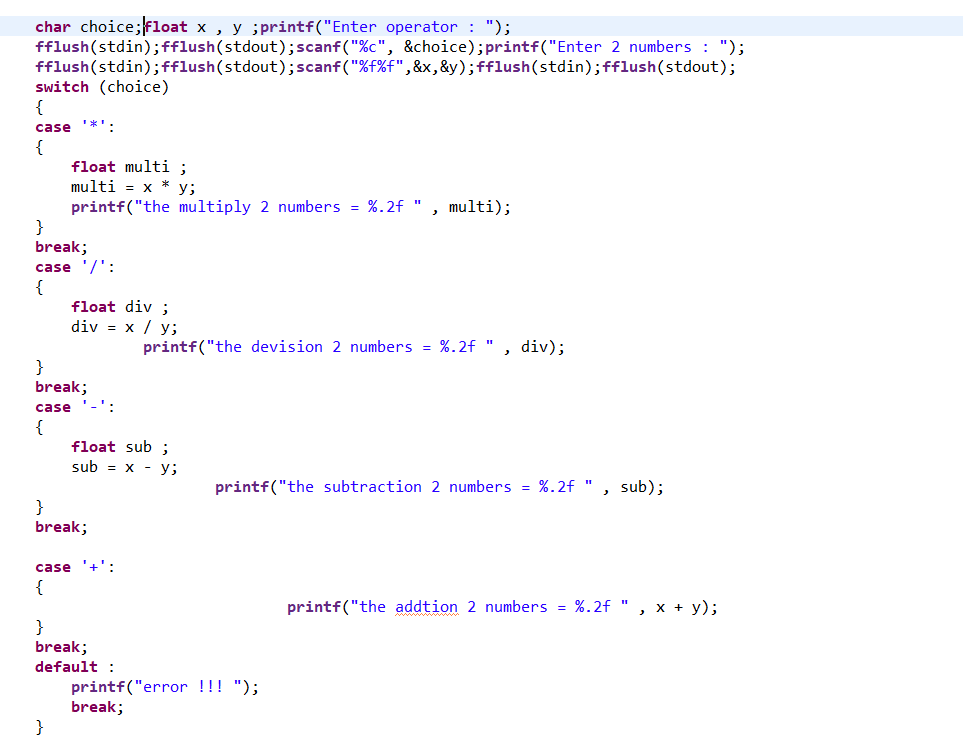 char choice;float x , y ;printf("Enter operator : ");
fflush(stdin);fflush(stdout);scanf("%c", &choice);printf("Enter 2 numbers : ");
fflush(stdin);fflush(stdout);scanf("%f%f",&x,&y);fflush(stdin);fflush(stdout);
switch (choice)
{
case '*':
{
    float multi ;
    multi = x * y;
    printf("the multiply 2 numbers = %.2f " , multi);
}
break;
case '/':
{
    float div ;
    div = x / y;
            printf("the devision 2 numbers = %.2f " , div);
}
break;
case '-':
{
    float sub ;
    sub = x - y;
                    printf("the subtraction 2 numbers = %.2f " , sub);
}
break;

case '+':
{
                            printf("the addtion 2 numbers = %.2f " , x + y);
}
break;
default :
    printf("error !!! ");
    break;
}